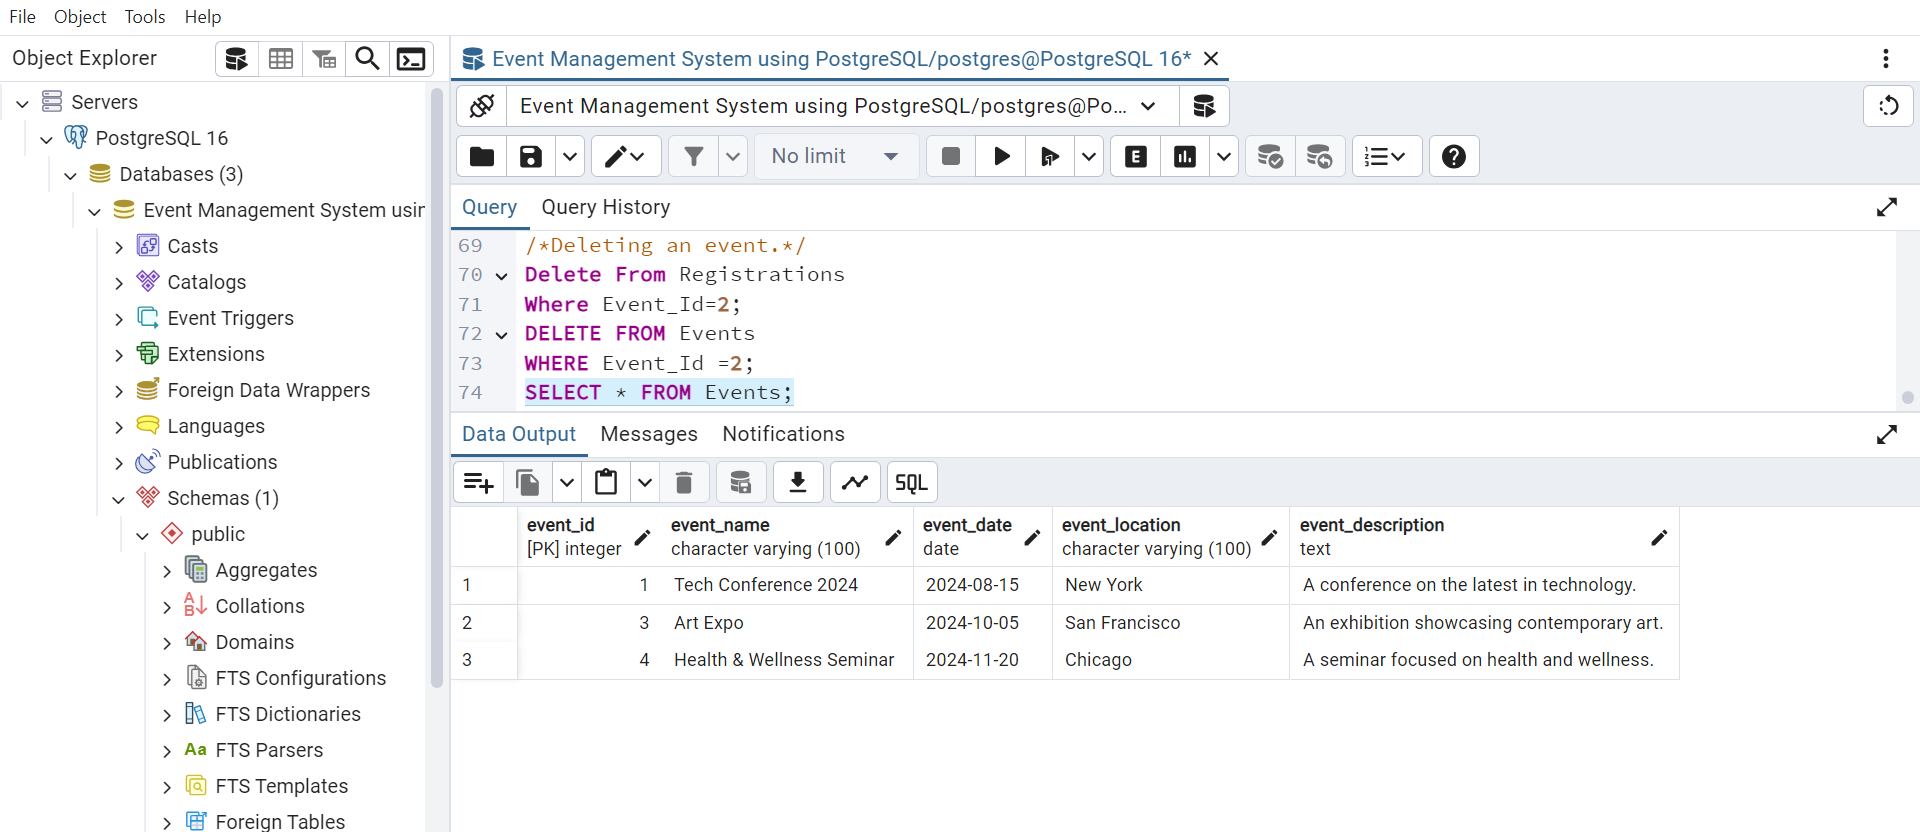 File Object Tools Help
Object Explorer
Servers
PostgreSQL 16
Databases (3)
Event Management System usin
Casts
Catalogs
Event Triggers
Extensions
Foreign Data Wrappers
Languages
Publications
Schemas (1)
public
Aggregates
Collations
Domains
FTS Configurations
FTS Dictionaries
Aa FTS Parsers
FTS Templates
Foreign Tables
Event Management System using PostgreSQL/postgres@PostgreSQL 16*
Event Management System using PostgreSQL/postgres@Po...
No limit
E
Query Query History
69 /*Deleting an event.*/
70 Delete From Registrations
71 Where Event_Id=2;
72 DELETE FROM Events
73 WHERE Event_Id =2;
74 SELECT * FROM Events;
Data Output Messages Notifications
SQL
event_id event_name event_date event_location event_description
[PK] integer character varying (100) date character varying (100) text
1 1 Tech Conference 2024 2024-08-15 New York A conference on the latest in technology.
2 3 Art Expo 2024-10-05 San Francisco An exhibition showcasing contemporary art.
3 4 Health & Wellness Seminar 2024-11-20 Chicago A seminar focused on health and wellness.